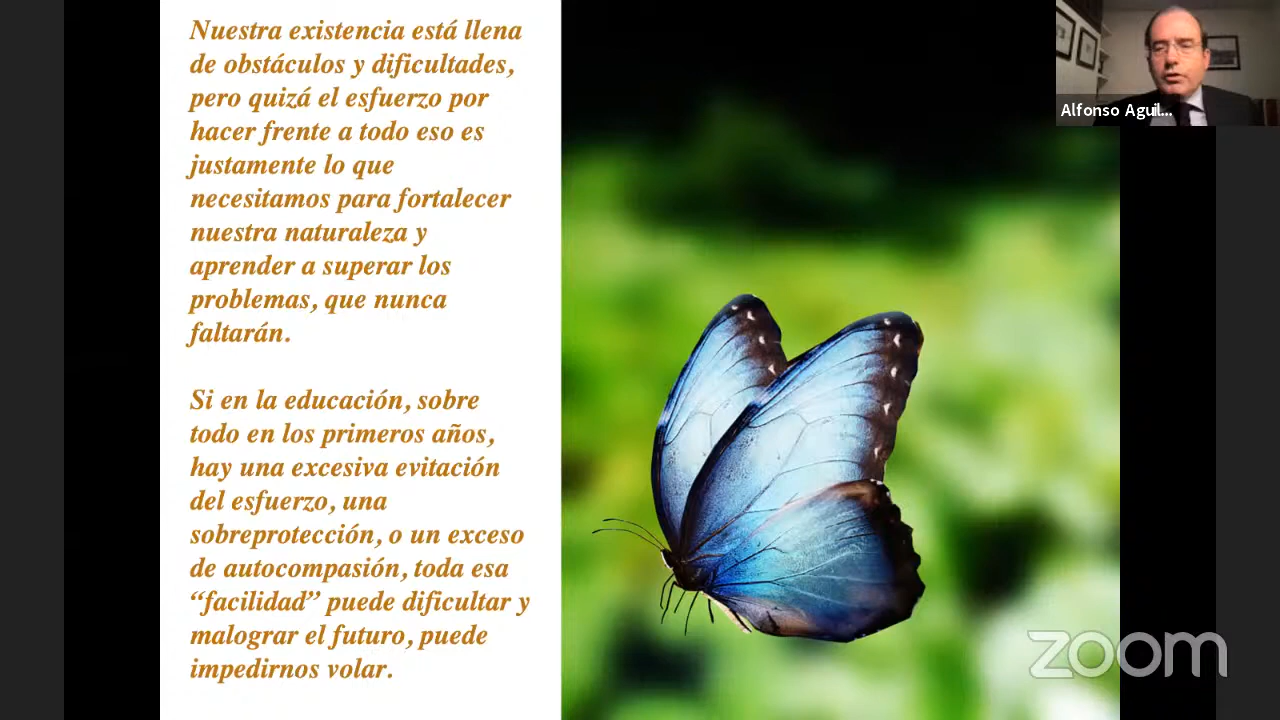 Nuestra existencia está llena
de obstáculos y dificultades,
pero quizá el esfuerzo por
hacer frente a todo eso es
justamente lo que
necesitamos para fortalecer
nuestra naturaleza y
aprender a superar los
problemas, que nunca
faltarán.
Si en la educación, sobre
todo en los primeros años,
hay una excesiva evitación
del esfuerzo, una
sobreprotección, o un exceso
de autocompasión, toda esa
“facilidad” puede dificultar y
malograr el futuro, puede
impedirnos volar.
Alfonso Aguil...
zoom